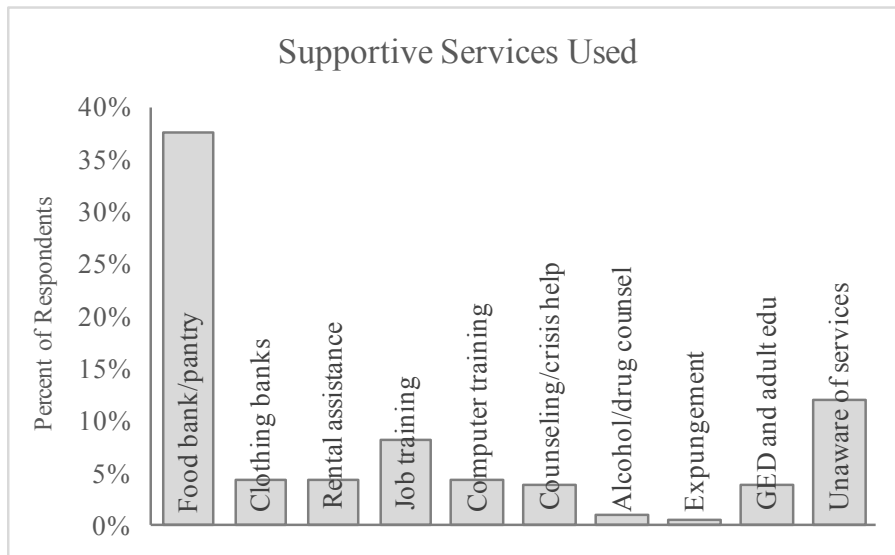 Supportive Services Used
40%
35%
30%
25%
20%
15%
10%
5%
0%
Percent of Respondents
Food bank/pantry
Clothing banks
Rental assistance
Job training
Computer training
Counseling/crisis help
Alcohol/drug counsel
Expungement
GED and adult edu
Unaware of services